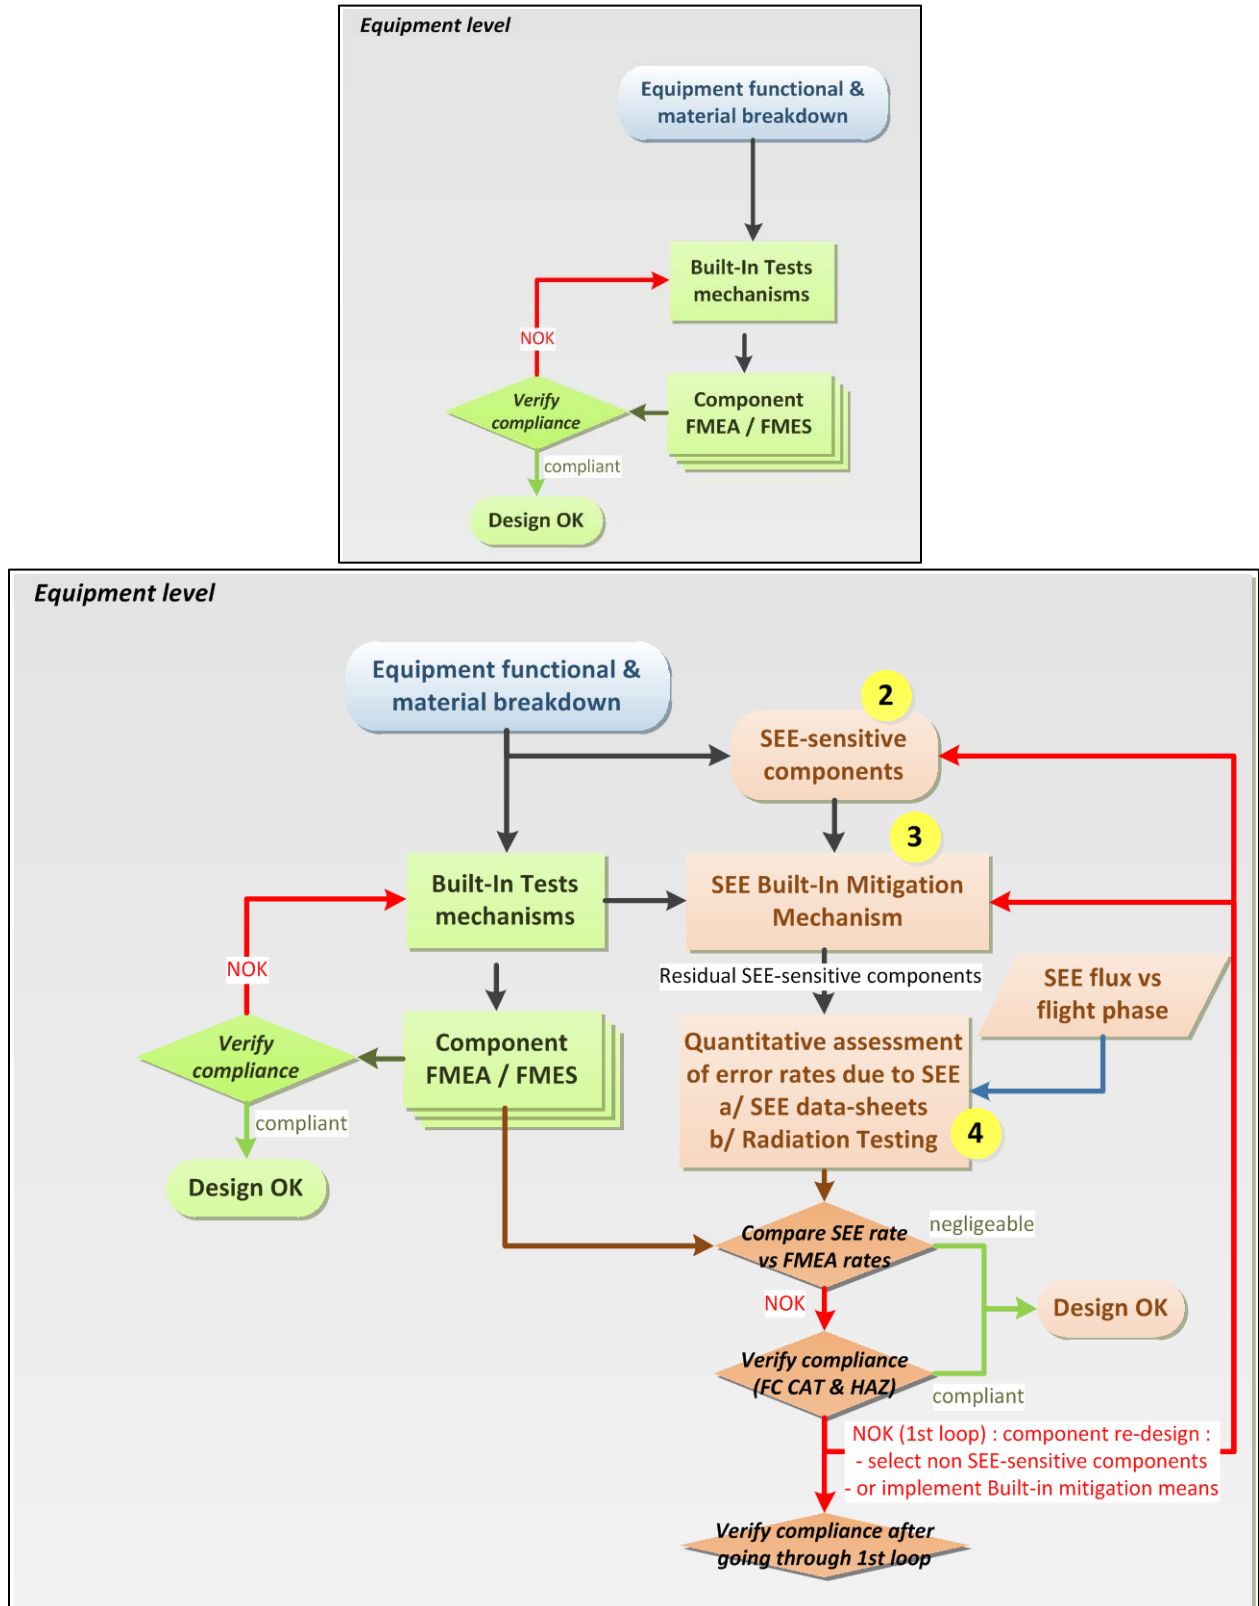 Equipment level
Equipment functional &
material breakdown
Built-In Tests
mechanisms
NOK
Component
FMEA / FMES
Verify
compliance
compliant
Design OK
Equipment level
Equipment functional &
material breakdown
2
SEE-sensitive
components
3
Built-In Tests
mechanisms
SEE Built-In Mitigation
Mechanism
NOK
Residual SEE-sensitive components
SEE flux vs
flight phase
Verify
compliance
Component
FMEA / FMES
Quantitative assessment
of error rates due to SEE
a/ SEE data-sheets
b/ Radiation Testing
4
compliant
Design OK
Compare SEE rate
vs FMEA rates
negligeable
NOK
Design OK
Verify compliance
(FC CAT & HAZ)
compliant
NOK (1st loop) : component re-design :
- select non SEE-sensitive components
- or implement Built-in mitigation means
Verify compliance after
going through 1st loop